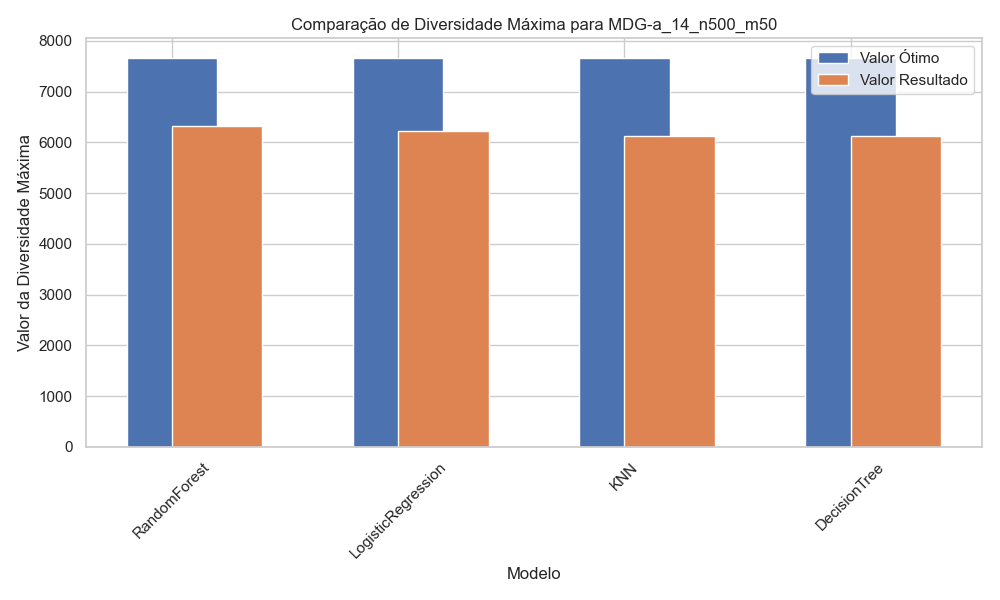 Comparação de Diversidade Máxima para MDG-a_14_n500_m50
Valor Ótimo
Valor Resultado
Valor da Diversidade Máxima
8000
7000
6000
5000
4000
3000
2000
1000
0
RandomForest
LogisticRegression
KNN
DecisionTree
Modelo